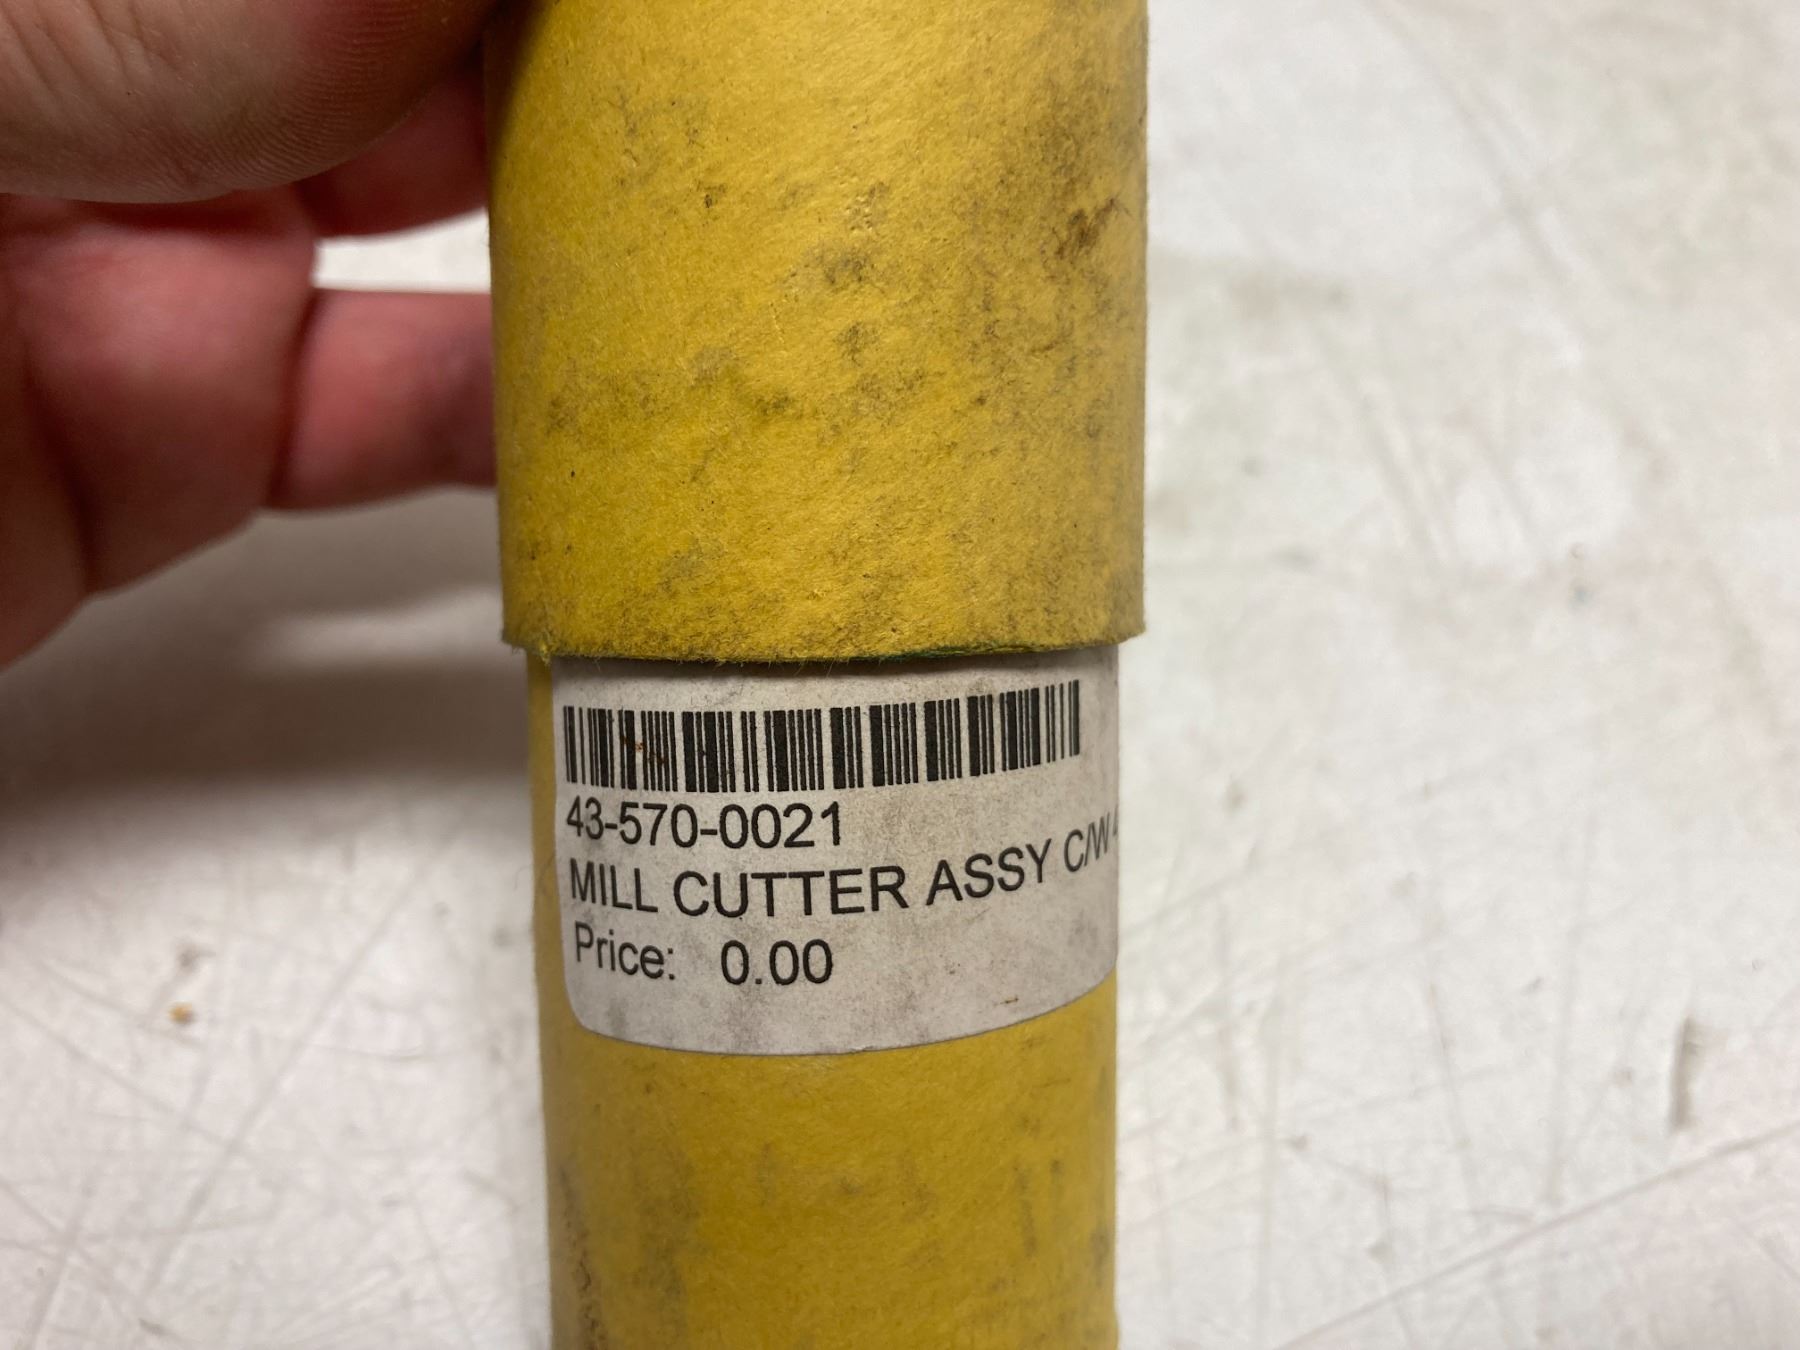 43-570-0021
MILL CUTTER ASSY C/W
Price: 0.00